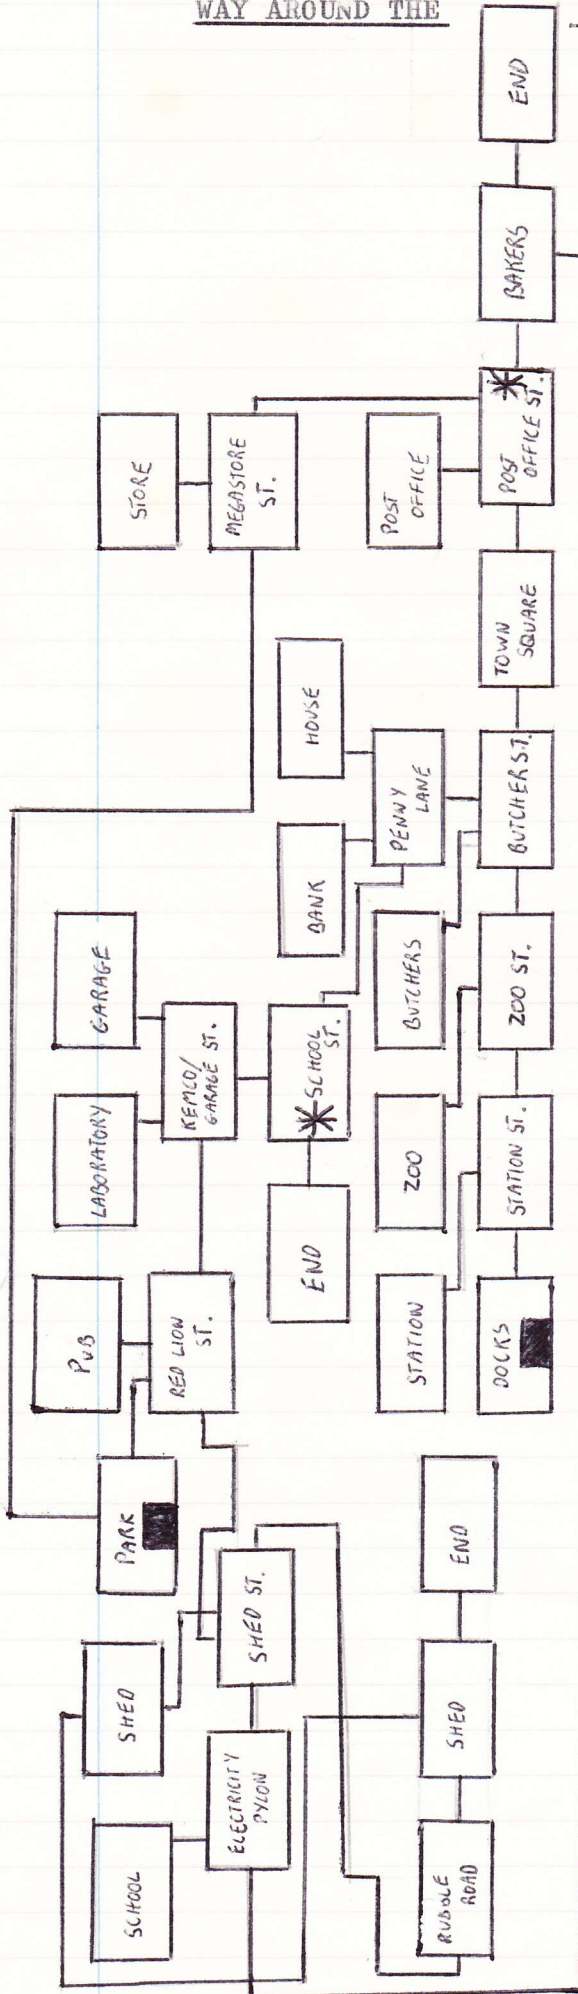 WAY AROUND THE
PUB
LABORATORY
GARAGE
SHED
SCHOOL
PARK
STORE
RED LION
ST.
KEMCO/
GARAGE ST.
ELECTRICITY
PYLON
SHED ST.
MEGASTORE
ST.
END
SCHOOL
ST.
BANK
HOUSE
STATION
ZOO
BUTCHERS
PENNY
LANE
POST
OFFICE
RUBBLE
ROAD
SHED
END
DOCKS
STATION ST.
ZOO ST.
BUTCHER ST.
TOWN
SQUARE
POST
OFFICE ST.
BAKERS
END